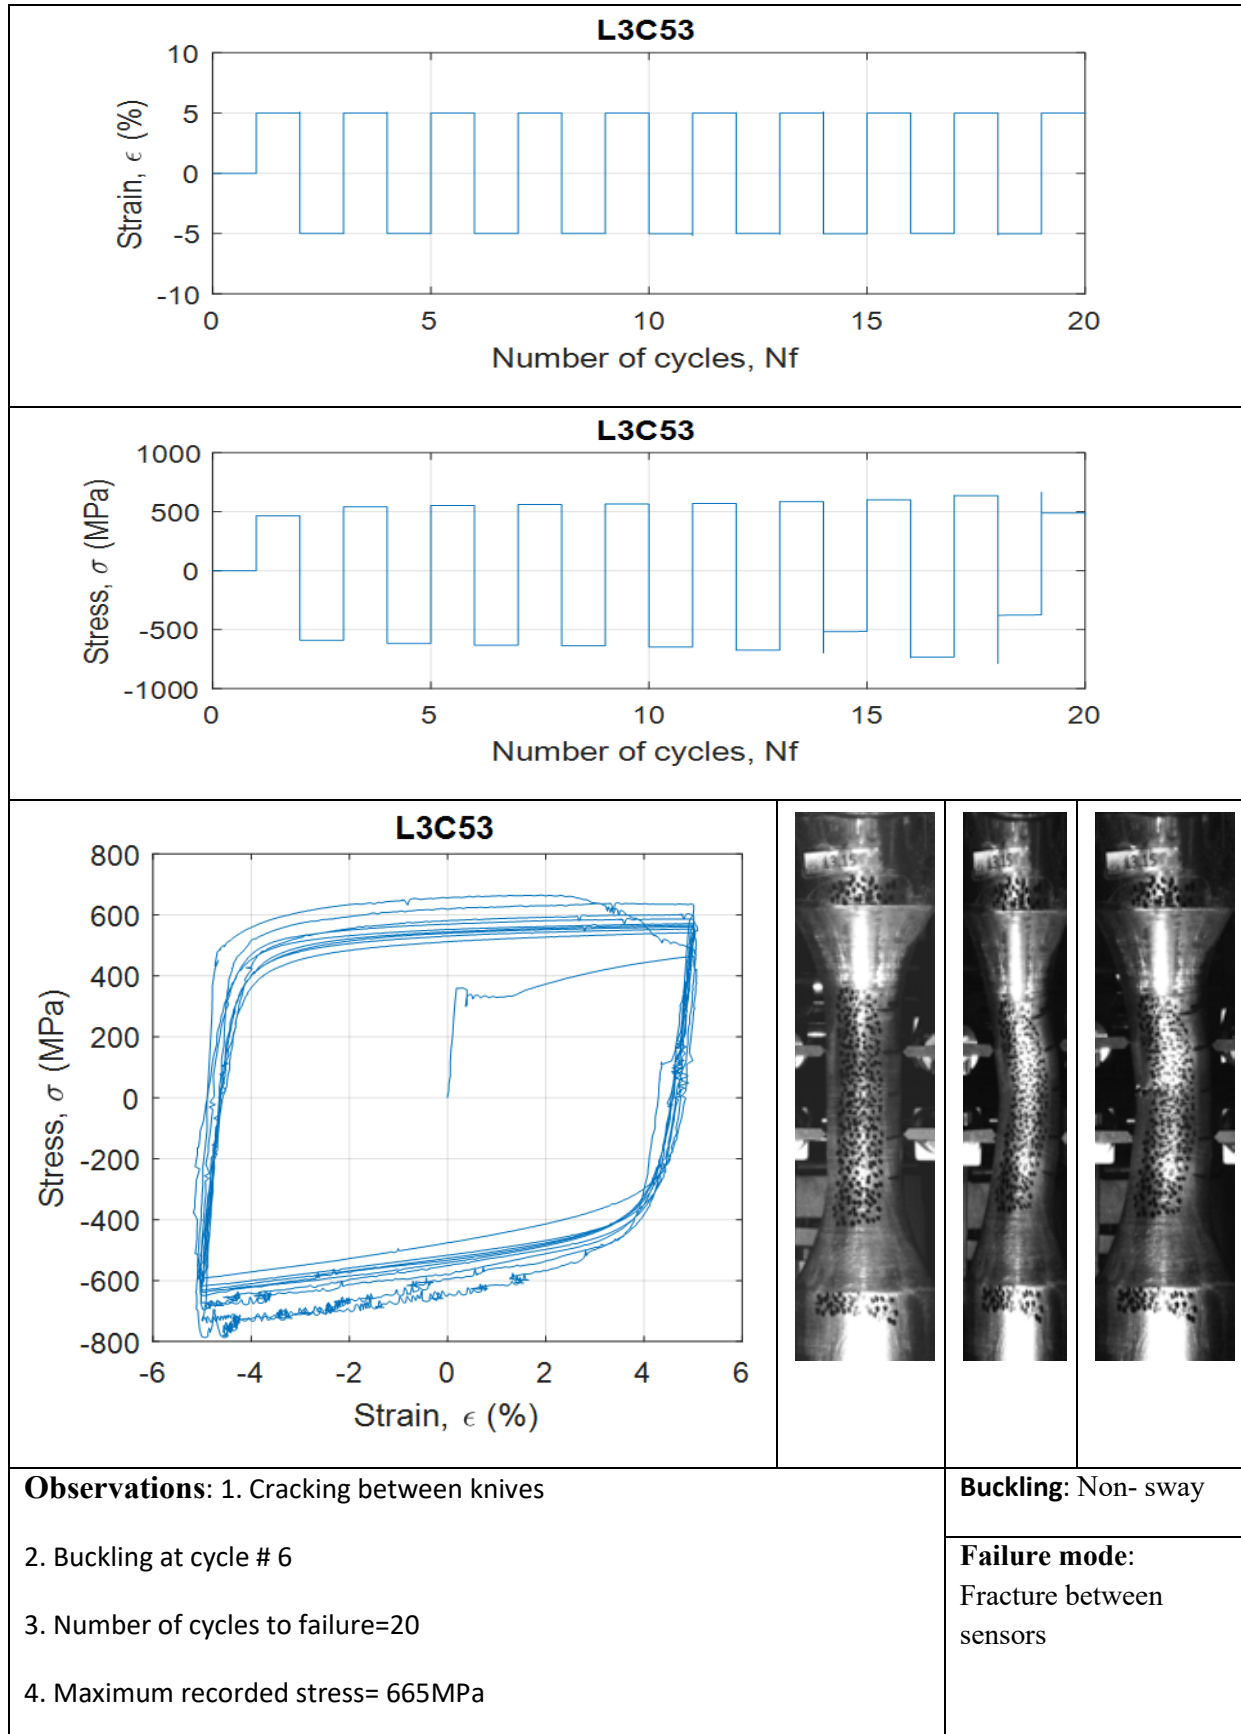 L3C53
10
5
0
-5
-10
Strain, ϵ (%)
0 5 10 15 20
Number of cycles, Nf
L3C53
1000
500
0
-500
-1000
Stress, σ (MPa)
0 5 10 15 20
Number of cycles, Nf
L3C53
800
600
400
200
0
-200
-400
-600
-800
Stress, σ (MPa)
-6 -4 -2 0 2 4 6
Strain, ϵ (%)
Observations: 1. Cracking between knives
2. Buckling at cycle # 6
3. Number of cycles to failure=20
4. Maximum recorded stress= 665MPa
Buckling: Non- sway
Failure mode:
Fracture between
sensors